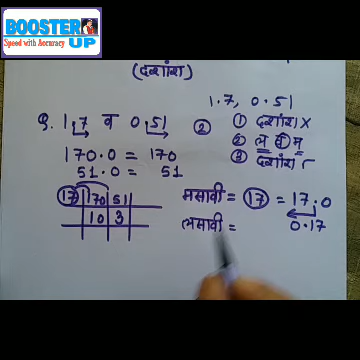 BOOSTER
Speed with Accuracy UP
(दशांश)
1.7, 0.51
Q. 1.7 व 0.51 ② ① दशांश ×
② ल सा म
170.0 = 170 ③ दशांश ✓
51.0 = 51
17 170 51 मसावी = 17 = 17.0
10 3 0.17
लसावी =